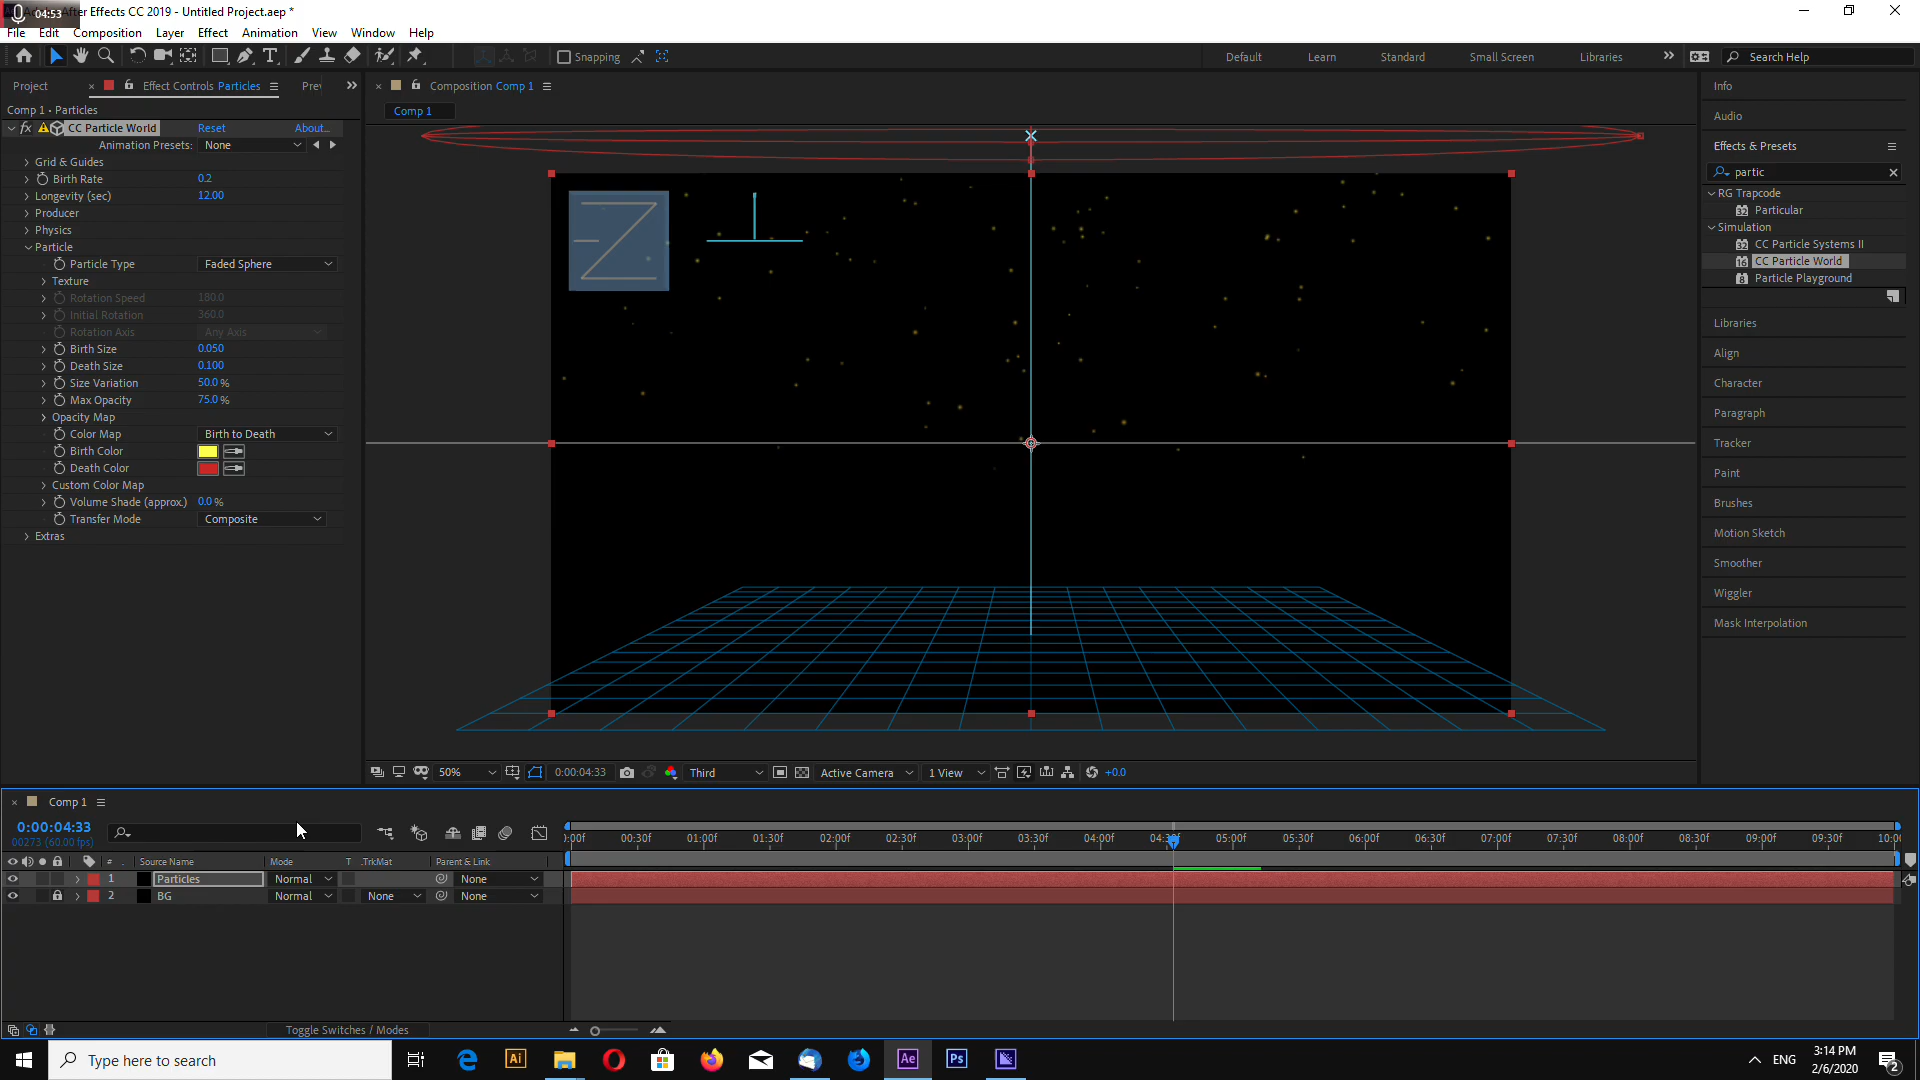 04:53
After Effects CC 2019 - Untitled Project.aep *
File Edit Composition Layer Effect Animation View Window Help
Snapping
Default Learn Standard Small Screen Libraries
Search Help
Project
Effect Controls Particles
Composition Comp 1
Comp 1
Comp 1 • Particles
fx CC Particle World Reset About...
Animation Presets: None
Grid & Guides
Birth Rate 0.2
Longevity (sec) 12.00
Producer
Physics
Particle
Particle Type Faded Sphere
Texture
Rotation Speed 180.0
Initial Rotation 360.0
Rotation Axis Any Axis
Birth Size 0.050
Death Size 0.100
Size Variation 50.0 %
Max Opacity 75.0 %
Opacity Map
Color Map Birth to Death
Birth Color
Death Color
Custom Color Map
Volume Shade (approx.) 0.0 %
Transfer Mode Composite
Extras
50% 0:00:04:33 Third Active Camera 1 View +0.0
Info
Audio
Effects & Presets
partic
RG Trapcode
Particular
Simulation
CC Particle Systems II
CC Particle World
Particle Playground
Libraries
Align
Character
Paragraph
Tracker
Paint
Brushes
Motion Sketch
Smoother
Wiggler
Mask Interpolation
Comp 1
0:00:04:33
00273 (60.00 fps)
00:30f 01:00f 01:30f 02:00f 02:30f 03:00f 03:30f 04:00f 05:00f 05:30f 06:00f 06:30f 07:00f 07:30f 08:00f 08:30f 09:00f 09:30f
# Source Name Mode T .TrkMat Parent & Link
1 Particles Normal None
2 BG Normal None None
Toggle Switches / Modes
Type here to search
Ai Ae Ps
ENG
3:14 PM
2/6/2020
2